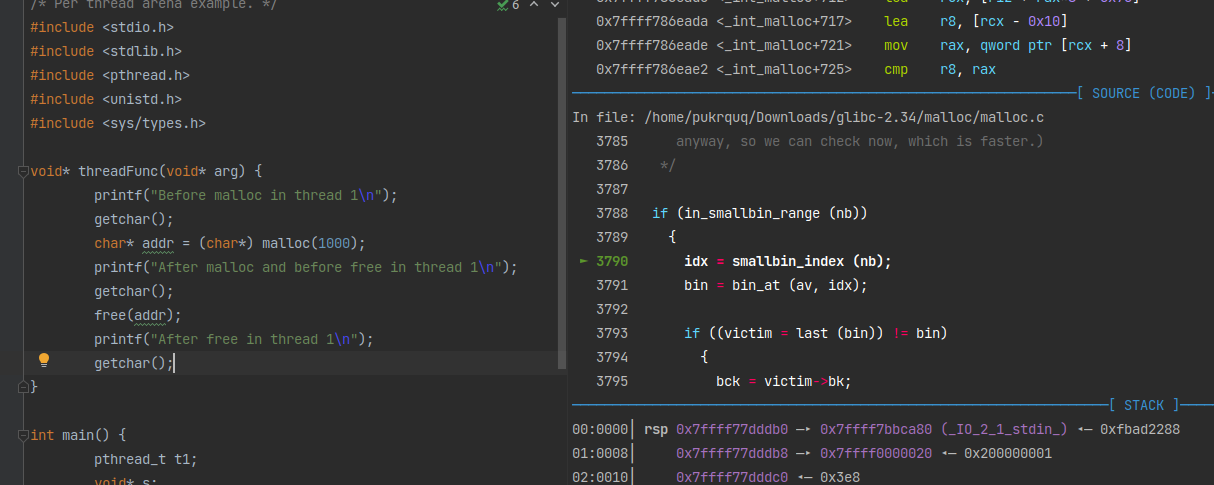 /* Per thread arena example. */
6
#include <stdio.h>
#include <stdlib.h>
#include <pthread.h>
#include <unistd.h>
#include <sys/types.h>
void* threadFunc(void* arg) {
printf("Before malloc in thread 1\n");
getchar();
char* addr = (char*) malloc(1000);
printf("After malloc and before free in thread 1\n");
getchar();
free(addr);
printf("After free in thread 1\n");
getchar();
}
int main() {
pthread_t t1;
void* s;
0x7ffff786eada <_int_malloc+717> lea r8, [rcx - 0x10]
0x7ffff786eade <_int_malloc+721> mov rax, qword ptr [rcx + 8]
0x7ffff786eae2 <_int_malloc+725> cmp r8, rax
[ SOURCE (CODE) ]
In file: /home/pukrquq/Downloads/glibc-2.34/malloc/malloc.c
3785 anyway, so we can check now, which is faster.)
3786 */
3787
3788 if (in_smallbin_range (nb))
3789 {
► 3790 idx = smallbin_index (nb);
3791 bin = bin_at (av, idx);
3792
3793 if ((victim = last (bin)) != bin)
3794 {
3795 bck = victim->bk;
[ STACK ]
00:0000│ rsp 0x7ffff77dddb0 —▸ 0x7ffff7bbca80 (_IO_2_1_stdin_) ◂— 0xfbad2288
01:0008│ 0x7ffff77dddb8 —▸ 0x7ffff0000020 ◂— 0x200000001
02:0010│ 0x7ffff77dddc0 ◂— 0x3e8